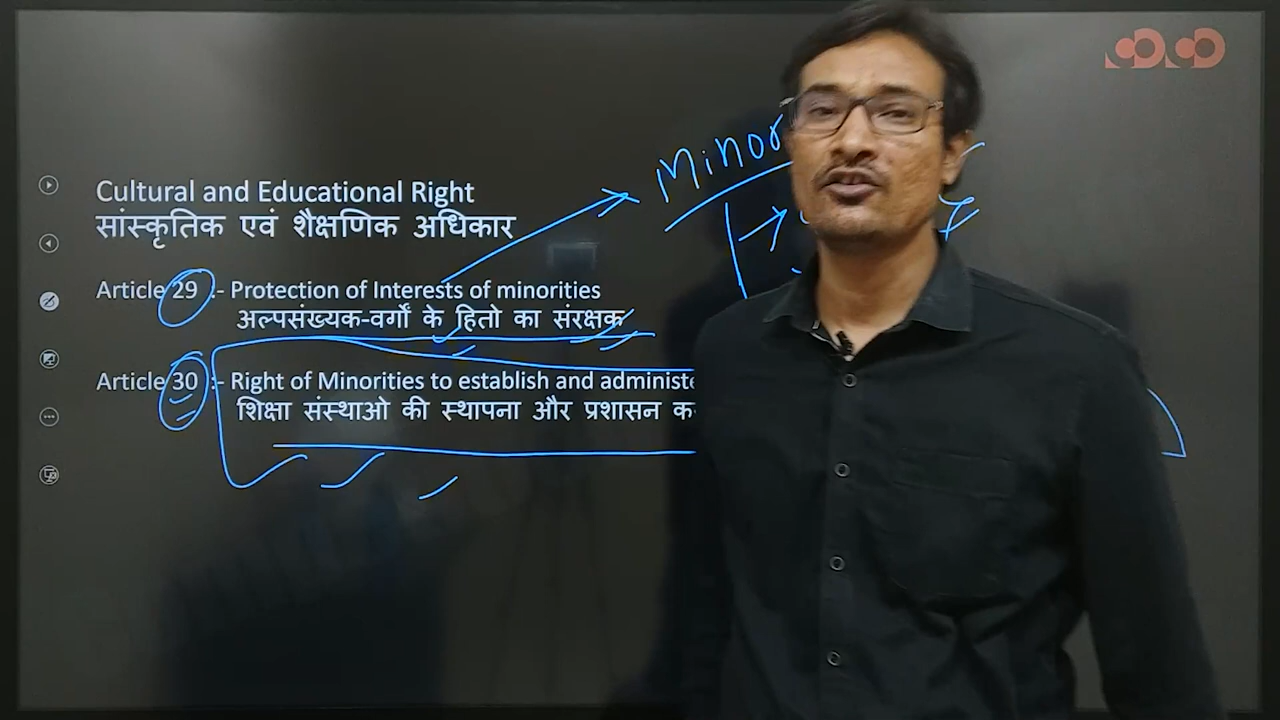 Cultural and Educational Right
सांस्कृतिक एवं शैक्षणिक अधिकार
Article 29 :- Protection of Interests of minorities
अल्पसंख्यक-वर्गो के हितो का संरक्षक
Article 30 :- Right of Minorities to establish and administe
शिक्षा संस्थाओ की स्थापना और प्रशासन
Minor